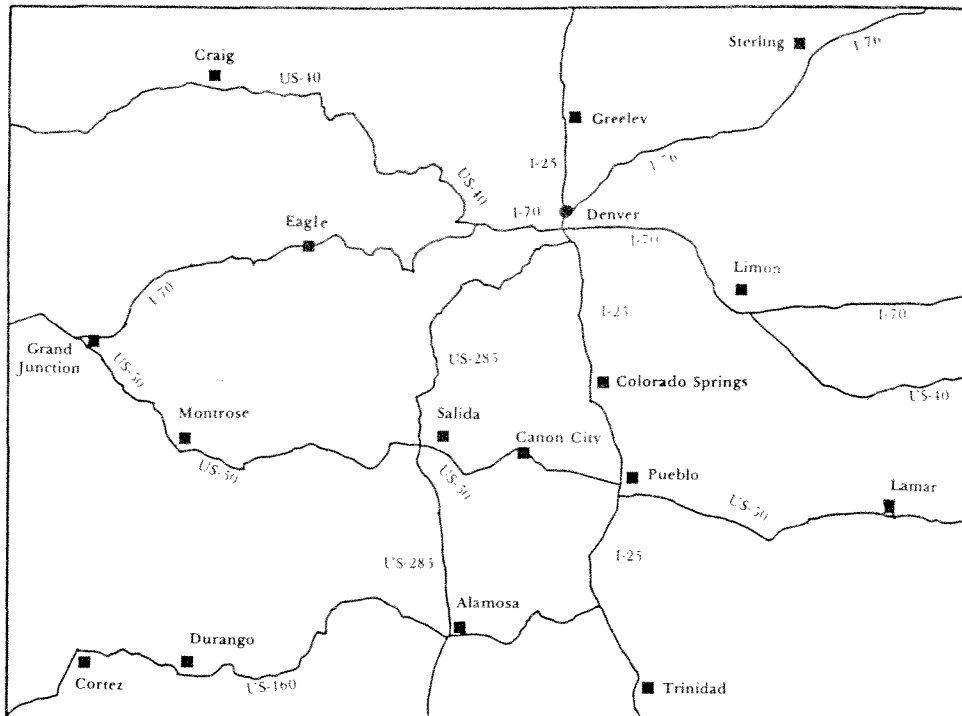 Craig
US-40
Sterling
I-76
Greeley
I-25
I-76
US-40
I-70
Denver
I-70
Eagle
Limon
I-70
I-25
I-70
Grand
Junction
US-50
US-285
Colorado Springs
US-40
Montrose
Salida
Canon City
US-50
US-50
Pueblo
Lamar
US-50
US-285
I-25
Alamosa
Durango
Cortez
US-160
Trinidad